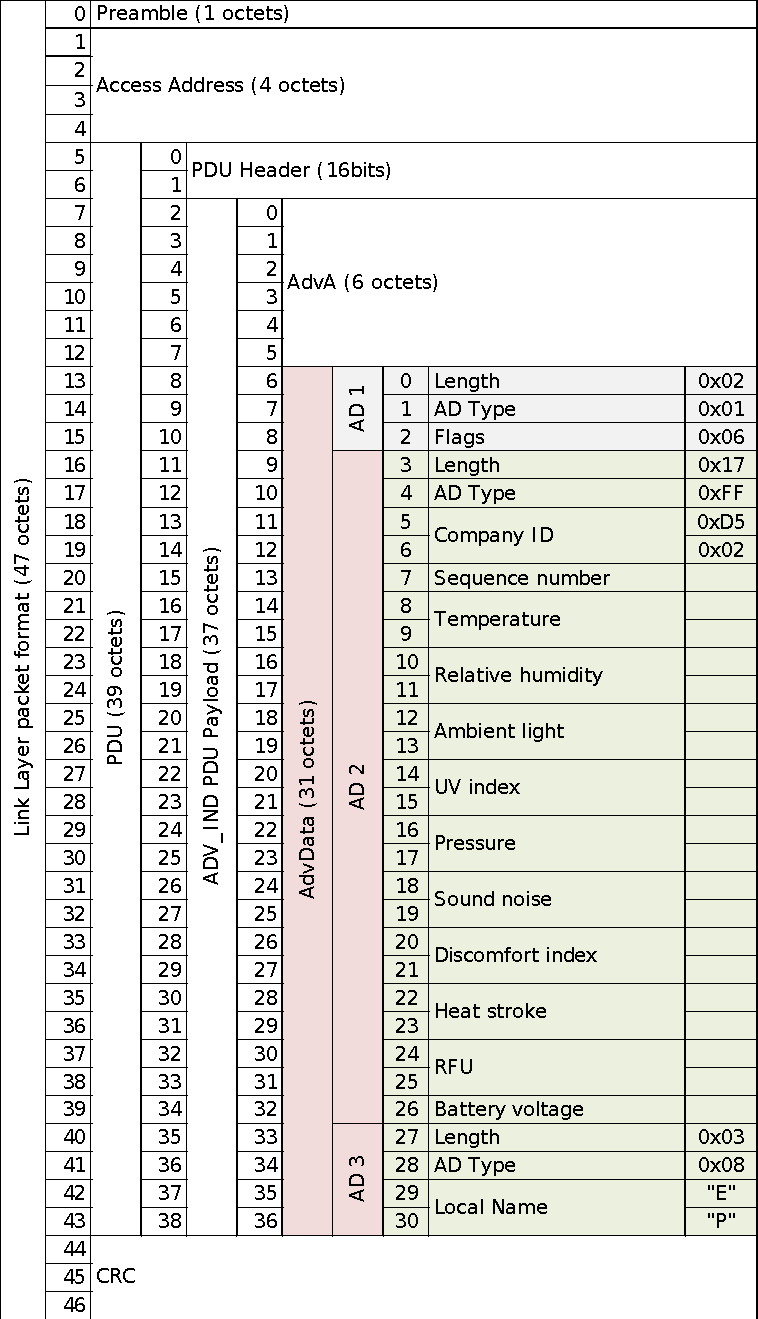 0 Preamble (1 octets)
1
2
Access Address (4 octets)
3
4
5 0
PDU Header (16bits)
6 1
7 2 0
8 3 1
9 4 2
AdvA (6 octets)
10 5 3
11 6 4
12 7 5
13 8 6 0 Length 0x02
14 9 7 1 AD Type 0x01
15 10 8 2 Flags 0x06
16 11 9 3 Length 0x17
17 12 10 4 AD Type 0xFF
18 13 11 5 0xD5
Company ID
19 14 12 6 0x02
20 15 13 7 Sequence number
21 16 14 8
Temperature
22 17 15 9
23 18 16 10
Relative humidity
24 19 17 11
25 20 18 12
Ambient light
26 21 19 13
27 22 20 14
UV index
28 23 21 15
29 24 22 16
Pressure
30 25 23 17
31 26 24 18
Sound noise
32 27 25 19
33 28 26 20
Discomfort index
34 29 27 21
35 30 28 22
Heat stroke
36 31 29 23
37 32 30 24
RFU
38 33 31 25
39 34 32 26 Battery voltage
40 35 33 27 Length 0x03
41 36 34 28 AD Type 0x08
42 37 35 29 "E"
Local Name
43 38 36 30 "P"
44
45 CRC
46
Link Layer packet format (47 octets)
PDU (39 octets)
ADV_IND PDU Payload (37 octets)
AdvData (31 octets)
AD 1
AD 2
AD 3